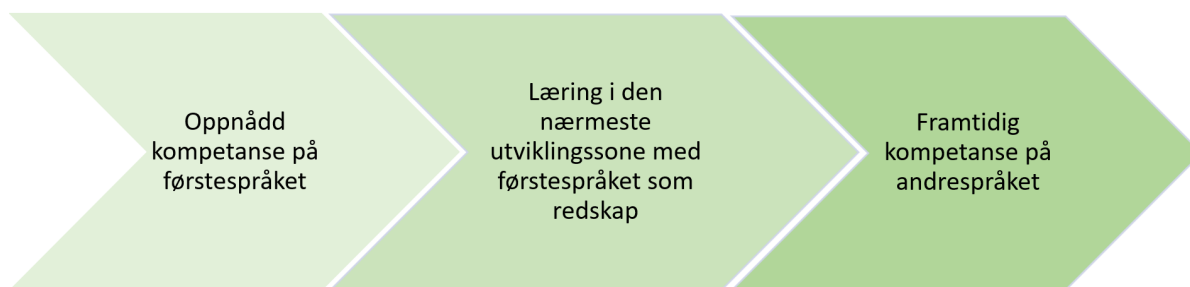 Oppnådd
kompetanse på
førstespråket
Læring i den
nærmeste
utviklingssone med
førstespråket som
redskap
Framtidig
kompetanse på
andrespråket